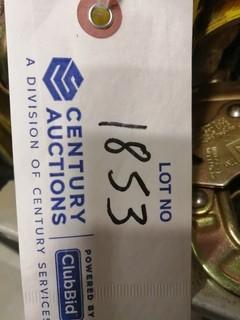 CENTURY
AUCTIONS
A DIVISION OF CENTURY SERVICES
POWERED BY
ClubBid
LOT NO
1853